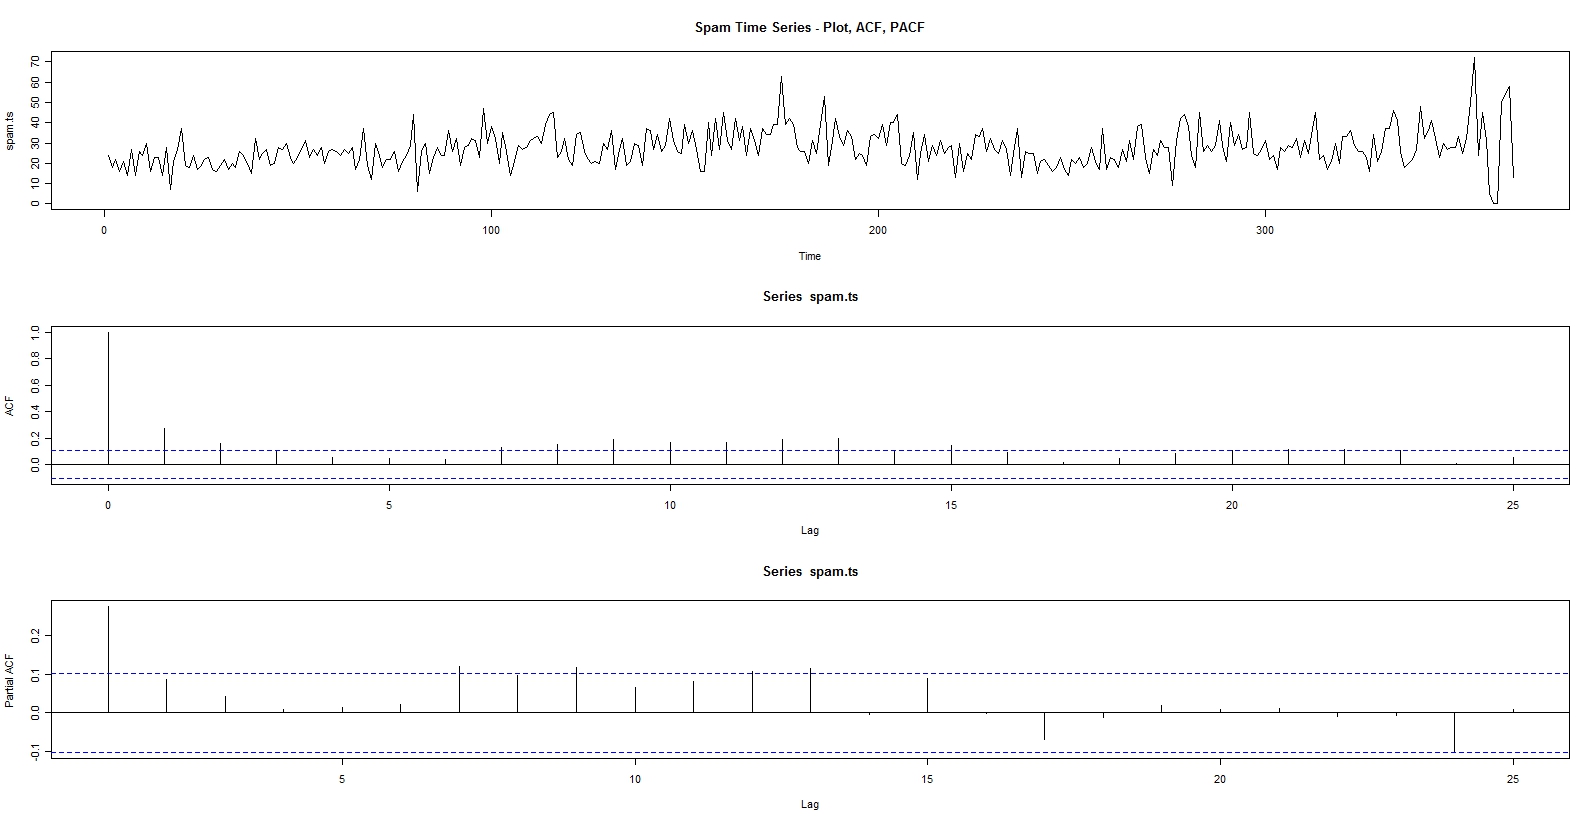 Spam Time Series - Plot, ACF, PACF
spam.ts
70
60
50
40
30
20
10
0
0 100 200 300
Time
Series spam.ts
ACF
1.0
0.8
0.6
0.4
0.2
0.0
0 5 10 15 20 25
Lag
Series spam.ts
Partial ACF
0.2
0.1
0.0
-0.1
5 10 15 20 25
Lag